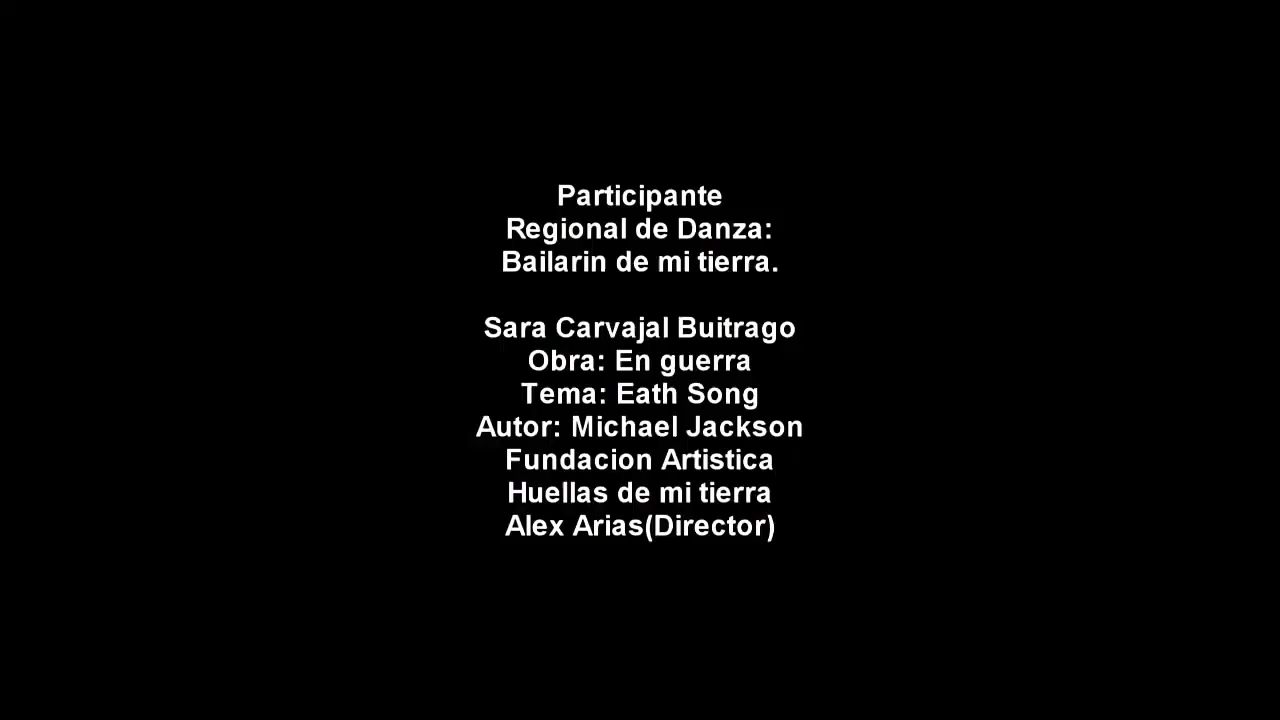 Participante
Regional de Danza:
Bailarin de mi tierra.
Sara Carvajal Buitrago
Obra: En guerra
Tema: Eath Song
Autor: Michael Jackson
Fundacion Artistica
Huellas de mi tierra
Alex Arias(Director)